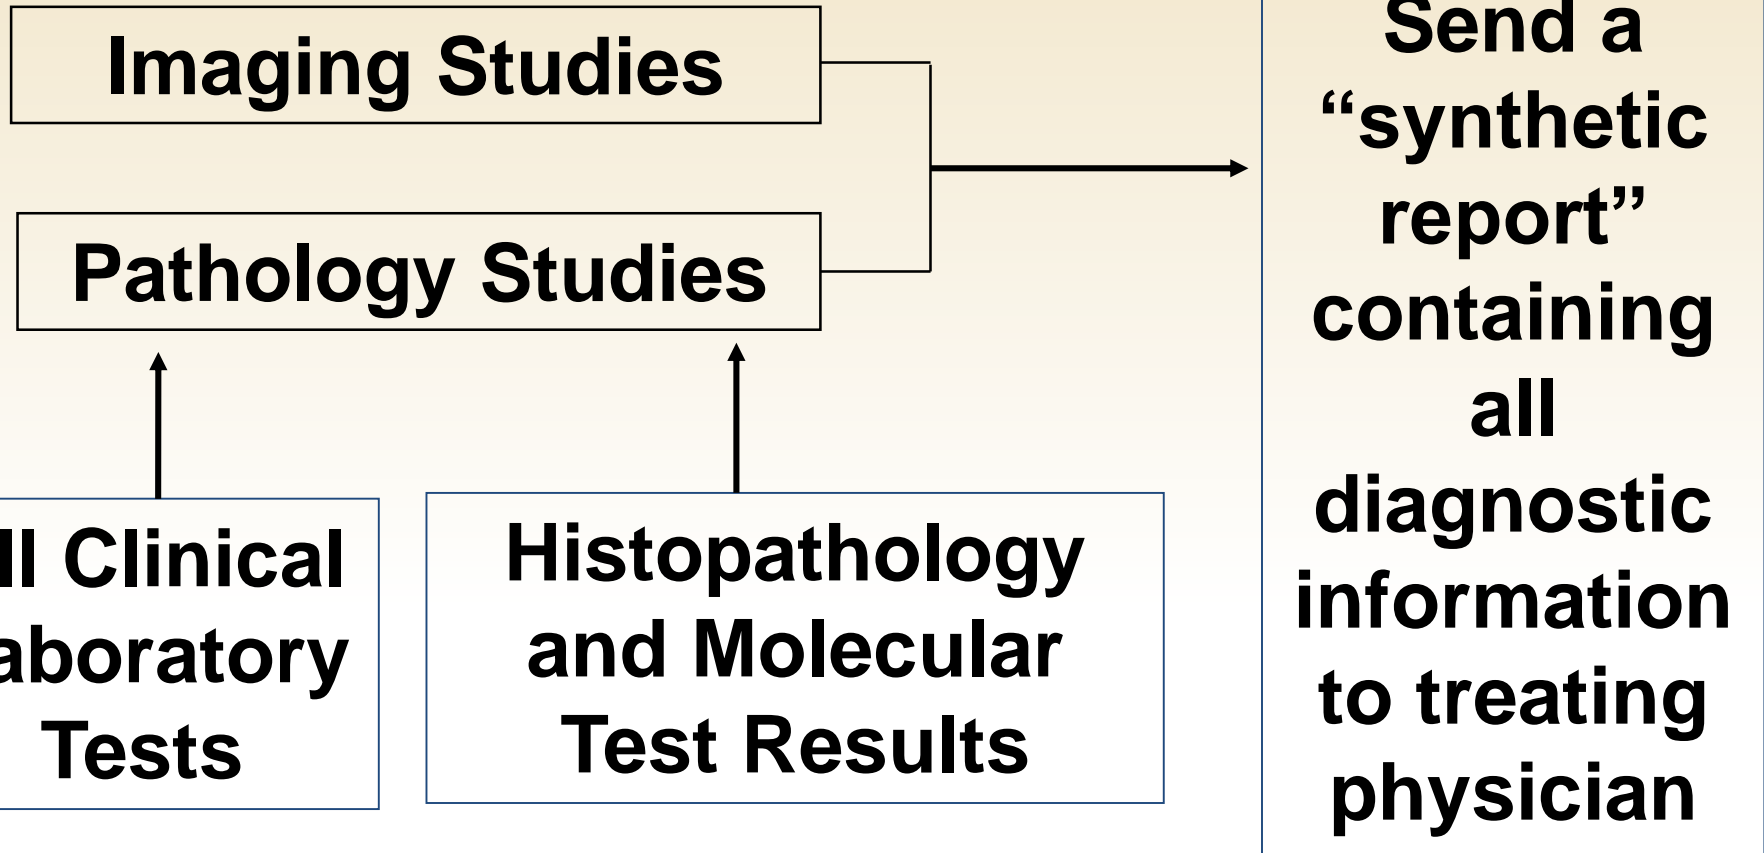 Imaging Studies
Pathology Studies
ll Clinical
aboratory
Tests
Histopathology
and Molecular
Test Results
Send a
“synthetic
report”
containing
all
diagnostic
information
to treating
physician